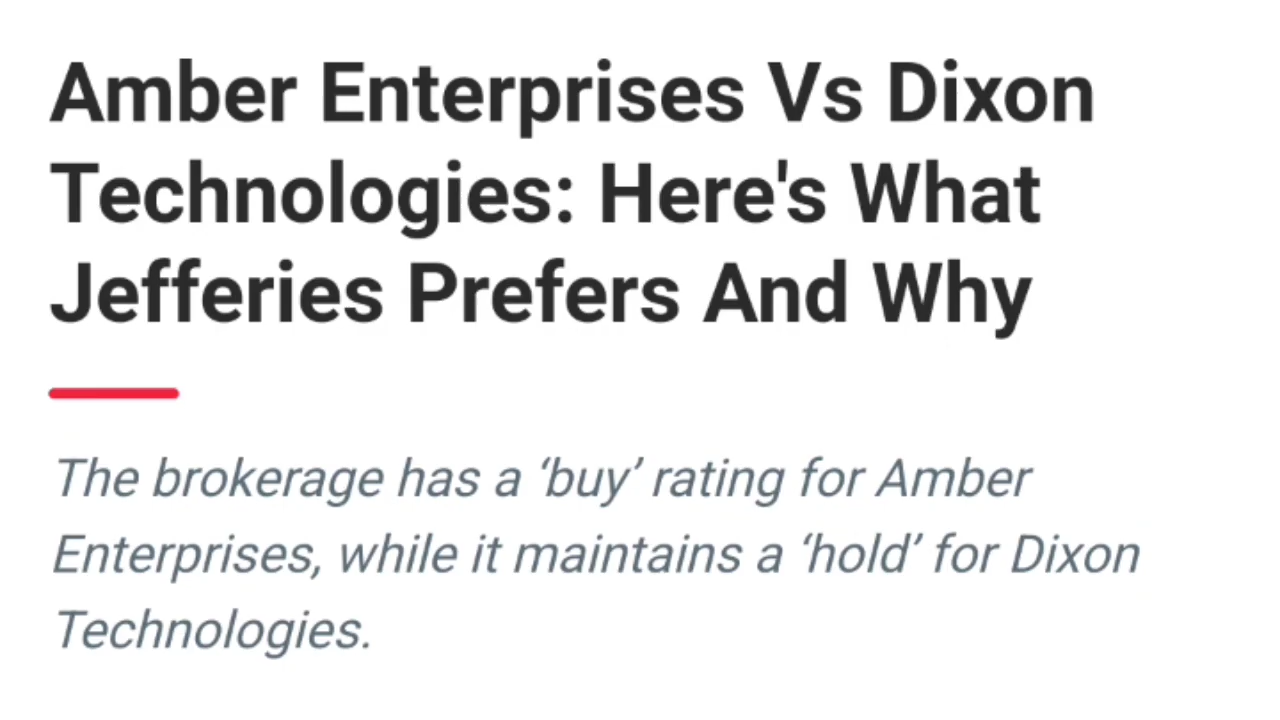 Amber Enterprises Vs Dixon
Technologies: Here's What
Jefferies Prefers And Why
The brokerage has a ‘buy’ rating for Amber
Enterprises, while it maintains a ‘hold’ for Dixon
Technologies.